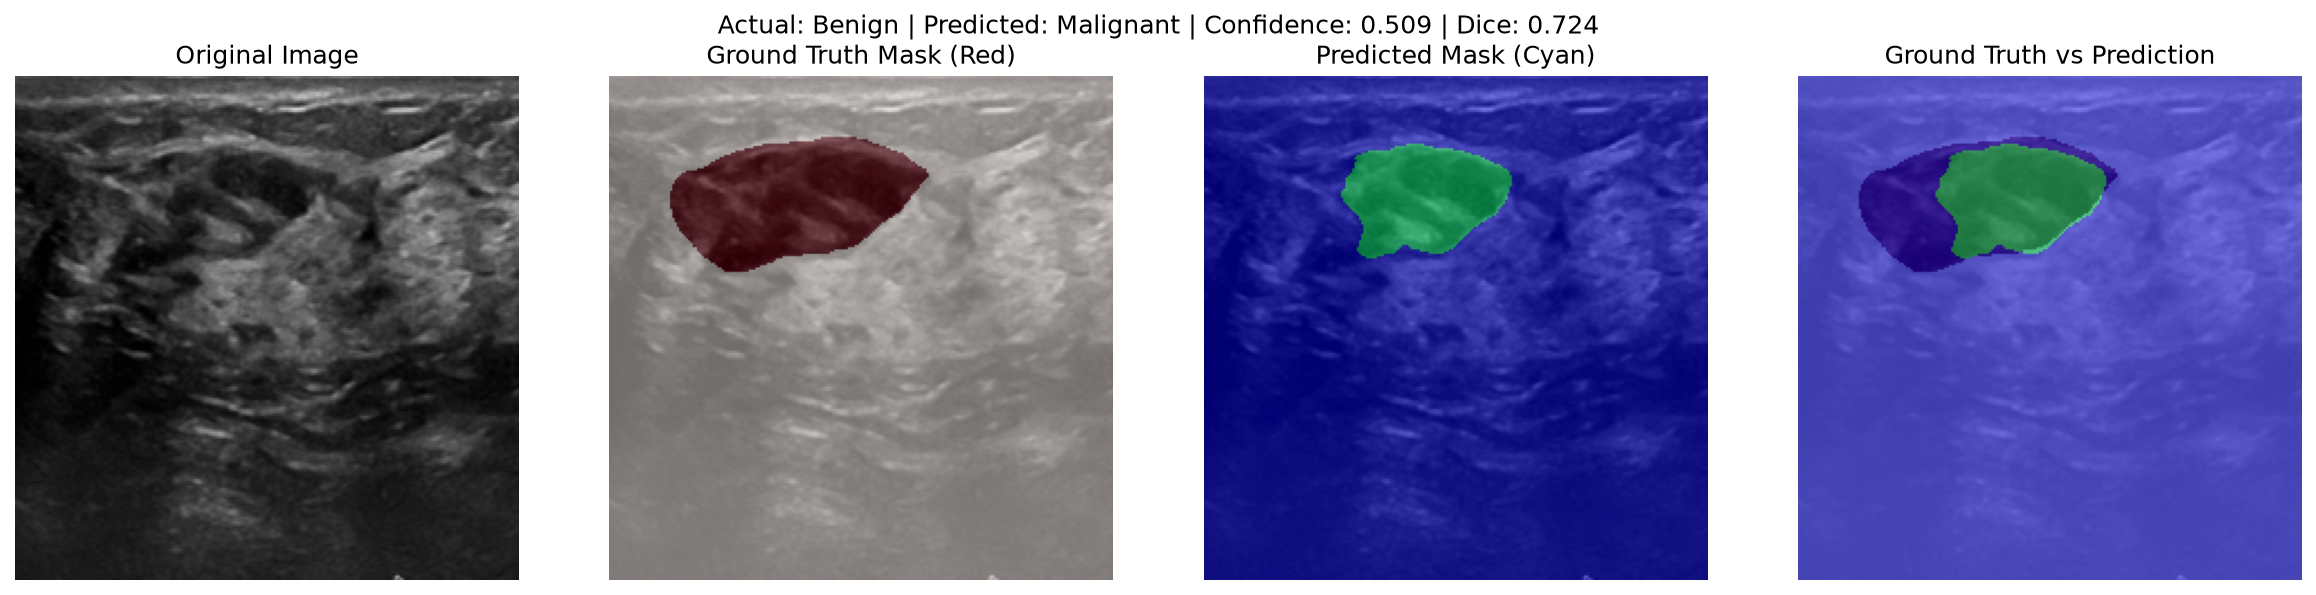 Actual: Benign | Predicted: Malignant | Confidence: 0.509 | Dice: 0.724
Original Image
Ground Truth Mask (Red)
Predicted Mask (Cyan)
Ground Truth vs Prediction